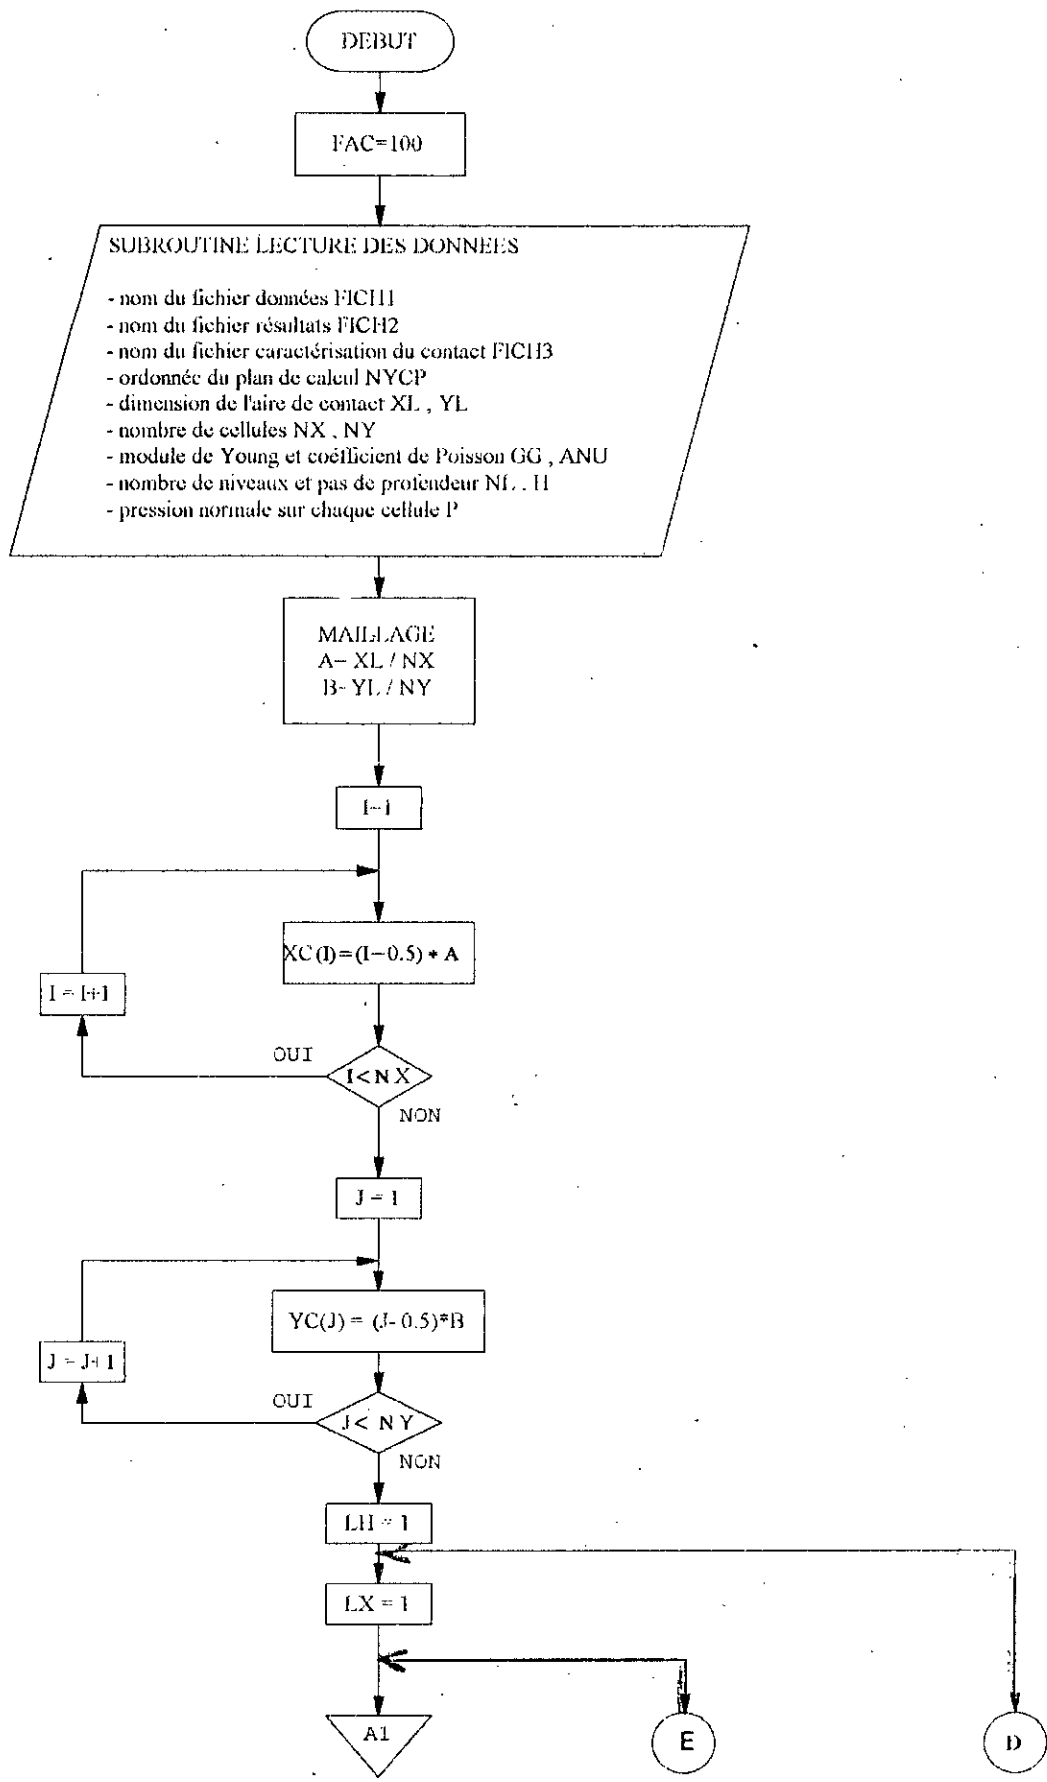 DEBUT
FAC=100
SUBROUTINE LECTURE DES DONNEES
- nom du fichier données FICH1
- nom du fichier résultats FICH2
- nom du fichier caractérisation du contact FICH3
- ordonnée du plan de calcul NYCP
- dimension de l'aire de contact XL , YL
- nombre de cellules NX , NY
- module de Young et coéfficient de Poisson GG , ANU
- nombre de niveaux et pas de profendeur NL , H
- pression normale sur chaque cellule P
MAILLAGE
A= XL / NX
B= YL / NY
I=1
XC(I)=(I-0.5) * A
I = I+1
OUI
I<NX
NON
J = 1
YC(J) = (J-0.5)*B
J = J+1
OUI
J< NY
NON
LH = 1
LX = 1
A1
E
D